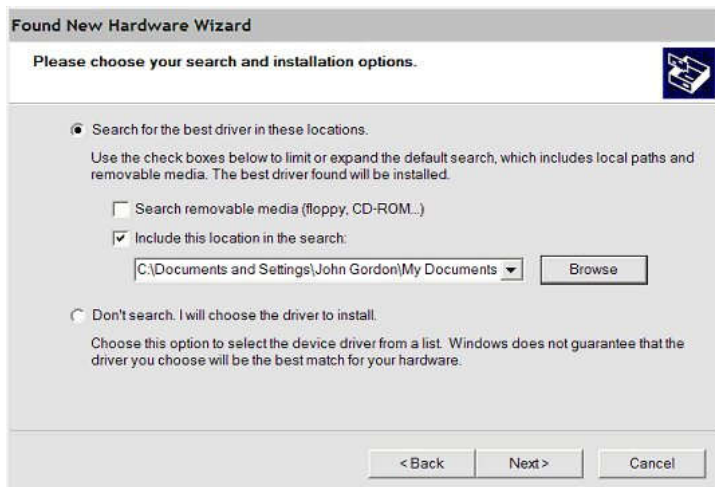 Found New Hardware Wizard
Please choose your search and installation options.
Search for the best driver in these locations.
Use the check boxes below to limit or expand the default search, which includes local paths and
removable media. The best driver found will be installed.
Search removable media (floppy, CD-ROM...)
Include this location in the search:
C:\Documents and Settings\John Gordon\My Documents
Browse
Don't search. I will choose the driver to install.
Choose this option to select the device driver from a list. Windows does not guarantee that the
driver you choose will be the best match for your hardware.
< Back
Next >
Cancel